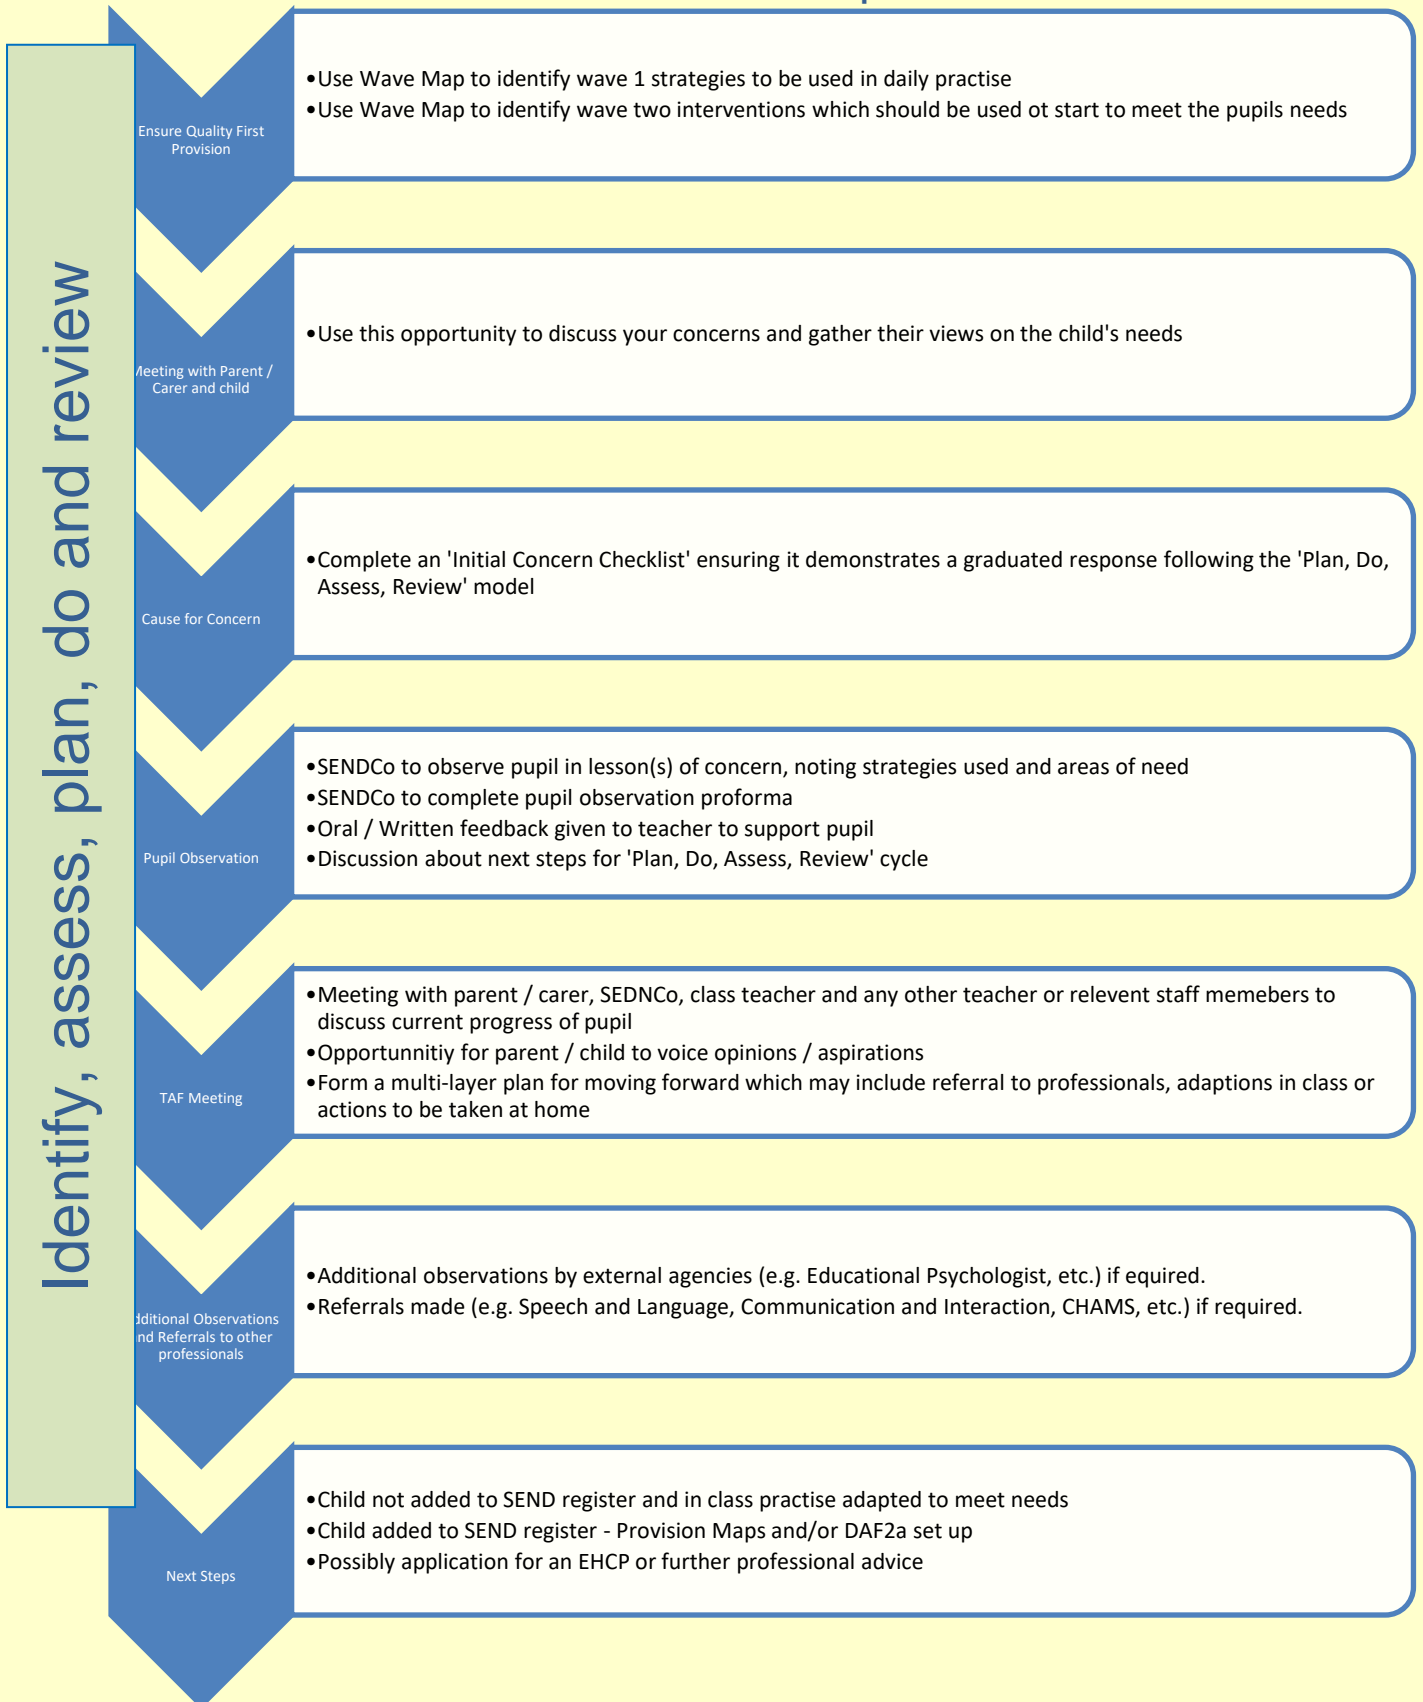 Identify, assess, plan, do and review
Ensure Quality First
Provision
•Use Wave Map to identify wave 1 strategies to be used in daily practise
•Use Wave Map to identify wave two interventions which should be used ot start to meet the pupils needs
Meeting with Parent /
Carer and child
•Use this opportunity to discuss your concerns and gather their views on the child's needs
Cause for Concern
•Complete an 'Initial Concern Checklist' ensuring it demonstrates a graduated response following the 'Plan, Do,
Assess, Review' model
Pupil Observation
•SENDCo to observe pupil in lesson(s) of concern, noting strategies used and areas of need
•SENDCo to complete pupil observation proforma
•Oral / Written feedback given to teacher to support pupil
•Discussion about next steps for 'Plan, Do, Assess, Review' cycle
TAF Meeting
•Meeting with parent / carer, SEDNCo, class teacher and any other teacher or relevent staff memebers to
discuss current progress of pupil
•Opportunnitiy for parent / child to voice opinions / aspirations
•Form a multi-layer plan for moving forward which may include referral to professionals, adaptions in class or
actions to be taken at home
dditional Observations
nd Referrals to other
professionals
•Additional observations by external agencies (e.g. Educational Psychologist, etc.) if equired.
•Referrals made (e.g. Speech and Language, Communication and Interaction, CHAMS, etc.) if required.
Next Steps
•Child not added to SEND register and in class practise adapted to meet needs
•Child added to SEND register - Provision Maps and/or DAF2a set up
•Possibly application for an EHCP or further professional advice